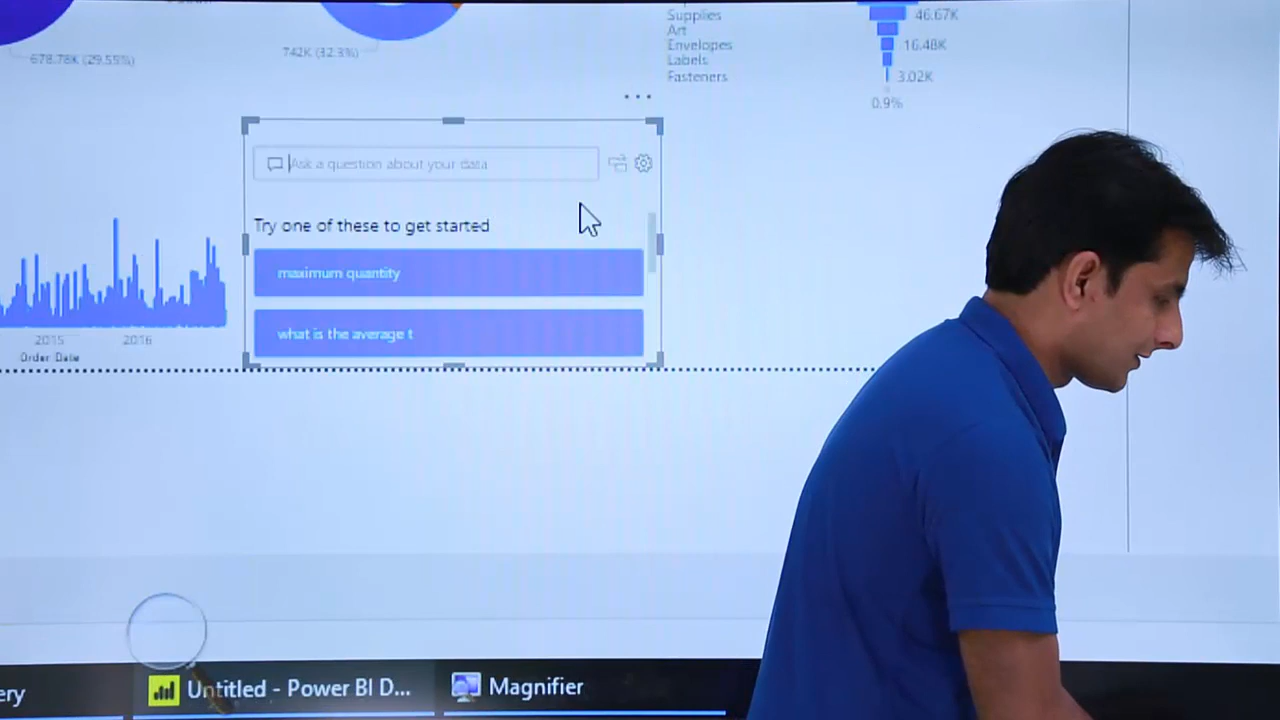 678.78K (29.55%)
742K (32.3%)
Supplies
Art
Envelopes
Labels
Fasteners
46.67K
16.48K
3.02K
0.9%
Ask a question about your data
Try one of these to get started
maximum quantity
what is the average t
2015 2016
Order Date
ery
Untitled - Power BI D...
Magnifier